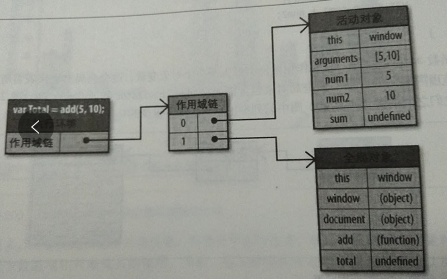 var Total = add(5, 10);
作用域链
作用域链
0
1
活动对象
this window
arguments [5,10]
num1 5
num2 10
sum undefined
全局对象
this window
window (object)
document (object)
add (function)
total undefined